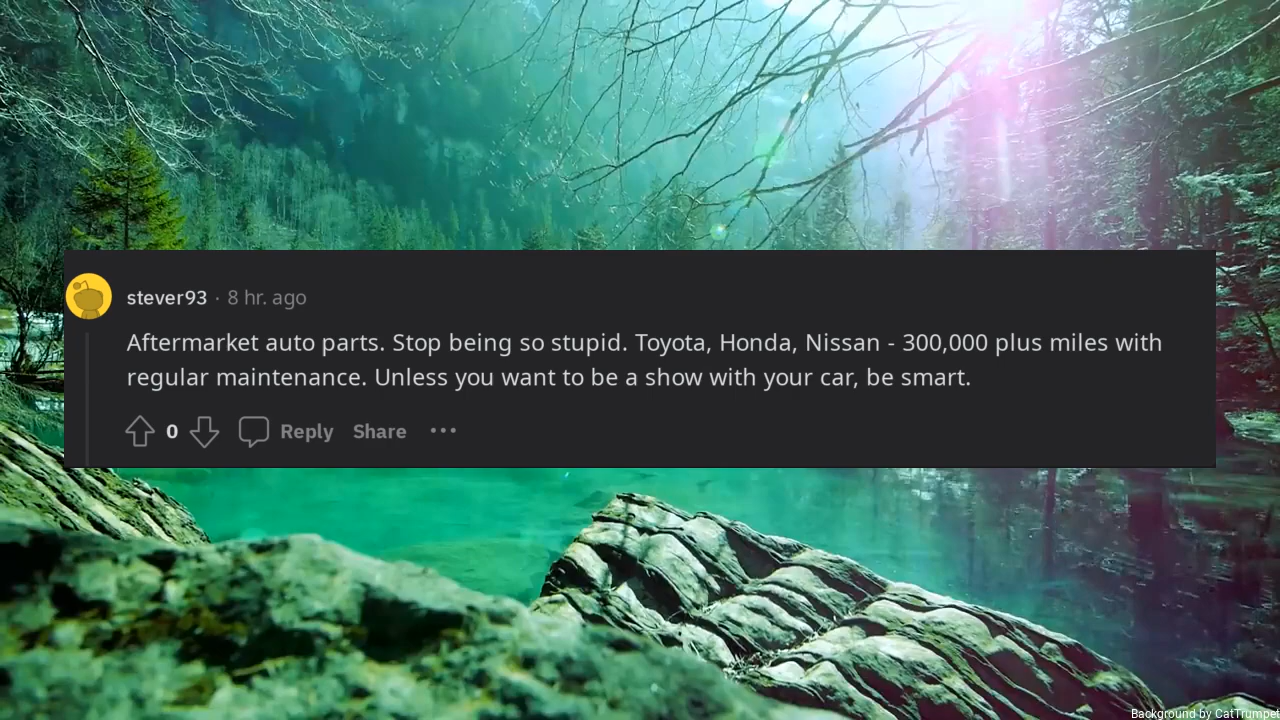 stever93 · 8 hr. ago
Aftermarket auto parts. Stop being so stupid. Toyota, Honda, Nissan - 300,000 plus miles with
regular maintenance. Unless you want to be a show with your car, be smart.
0 Reply Share ···
Background by CatTrumpet